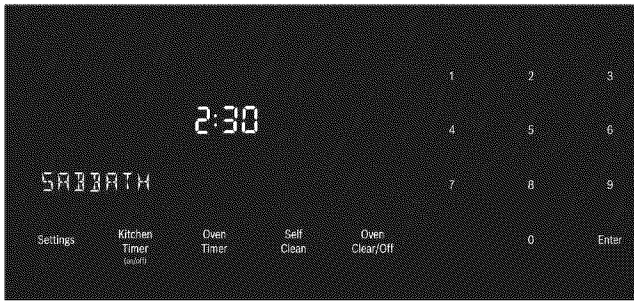 1 2 3
2:30
4 5 6
SABBATH
7 8 9
Settings Kitchen Timer (on/off) Oven Timer Self Clean Oven Clear/Off 0 Enter